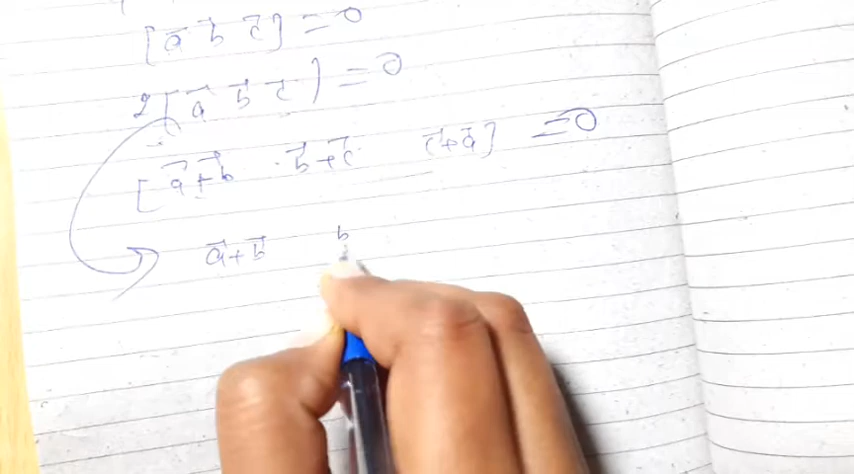 [a⃗ b⃗ c⃗] = 0
2[a⃗ b⃗ c⃗] = 0
[a⃗+b⃗ · b⃗+c⃗ c⃗+a⃗] = 0
a⃗+b⃗ b